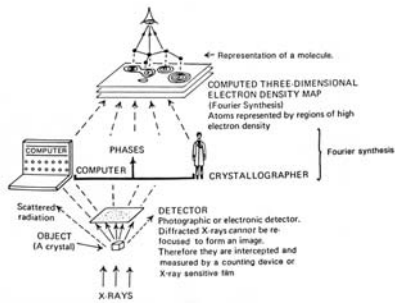 Representation of a molecule.
COMPUTED THREE-DIMENSIONAL
ELECTRON DENSITY MAP
(Fourier Synthesis)
Atoms represented by regions of high
electron density
COMPUTER
PHASES
COMPUTER
CRYSTALLOGRAPHER
Fourier synthesis
Scattered
radiation
OBJECT
(A crystal)
DETECTOR
Photographic or electronic detector.
Diffracted X-rays cannot be re-
focused to form an image.
Therefore they are intercepted and
measured by a counting device or
X-ray sensitive film
X-RAYS